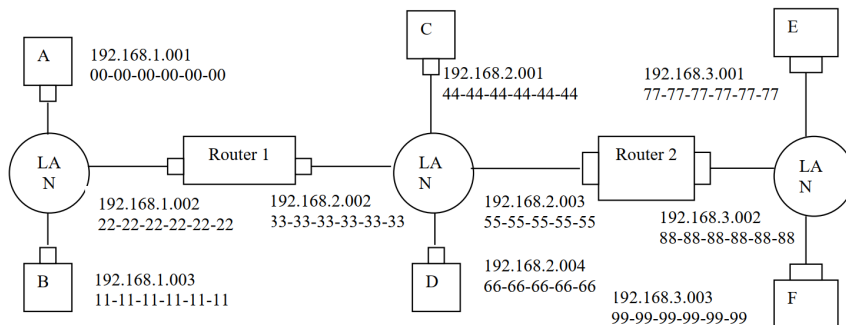 A
192.168.1.001
00-00-00-00-00-00
C
192.168.2.001
44-44-44-44-44-44
E
192.168.3.001
77-77-77-77-77-77
LA
N
Router 1
LA
N
Router 2
LA
N
192.168.1.002
22-22-22-22-22-22
192.168.2.002
33-33-33-33-33-33
192.168.2.003
55-55-55-55-55
192.168.3.002
88-88-88-88-88-88
B
192.168.1.003
11-11-11-11-11-11
D
192.168.2.004
66-66-66-66-66
192.168.3.003
99-99-99-99-99-99
F